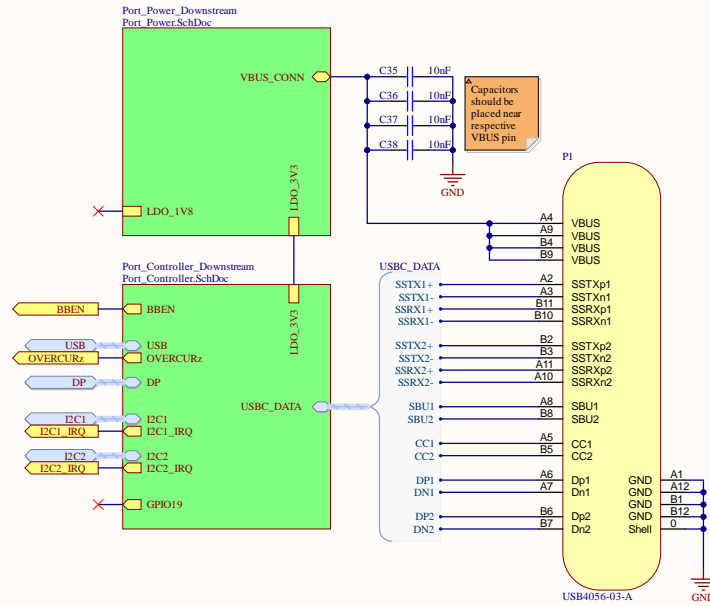 Port_Power_Downstream
Port_Power.SchDoc
VBUS_CONN
LDO_3V3
LDO_1V8
C35 10nF
C36 10nF
C37 10nF
C38 10nF
GND
Capacitors
should be
placed near
respective
VBUS pin
P1
A4 VBUS
A9 VBUS
B4 VBUS
B9 VBUS
Port_Controller_Downstream
Port_Controller.SchDoc
LDO_3V3
BBEN BBEN
USB USB
OVERCURz OVERCURz
DP DP
I2C1 I2C1
I2C1_IRQ I2C1_IRQ
I2C2 I2C2
I2C2_IRQ I2C2_IRQ
GPIO19
USBC_DATA
USBC_DATA
SSTX1+ A2 SSTXp1
SSTX1- A3 SSTXn1
SSRX1+ B11 SSRXp1
SSRX1- B10 SSRXn1
SSTX2+ B2 SSTXp2
SSTX2- B3 SSTXn2
SSRX2+ A11 SSRXp2
SSRX2- A10 SSRXn2
SBU1 A8 SBU1
SBU2 B8 SBU2
CC1 A5 CC1
CC2 B5 CC2
DP1 A6 Dp1
DN1 A7 Dn1
DP2 B6 Dp2
DN2 B7 Dn2
GND A1
GND A12
GND B1
GND B12
Shell 0
GND
USB4056-03-A